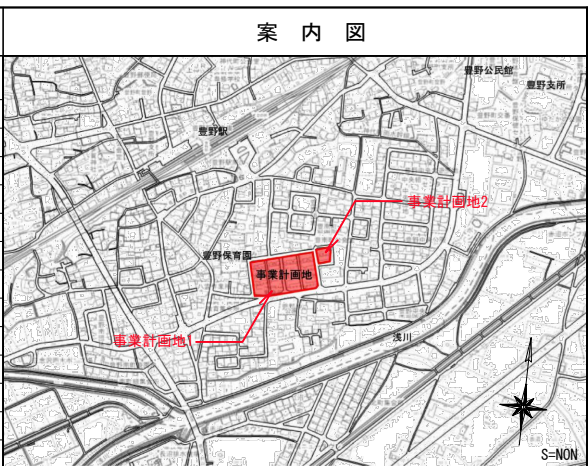 案内図
豊野公民館
豊野支所
豊野駅
事業計画地2
豊野保育園
事業計画地
事業計画地1
浅川
S=NON